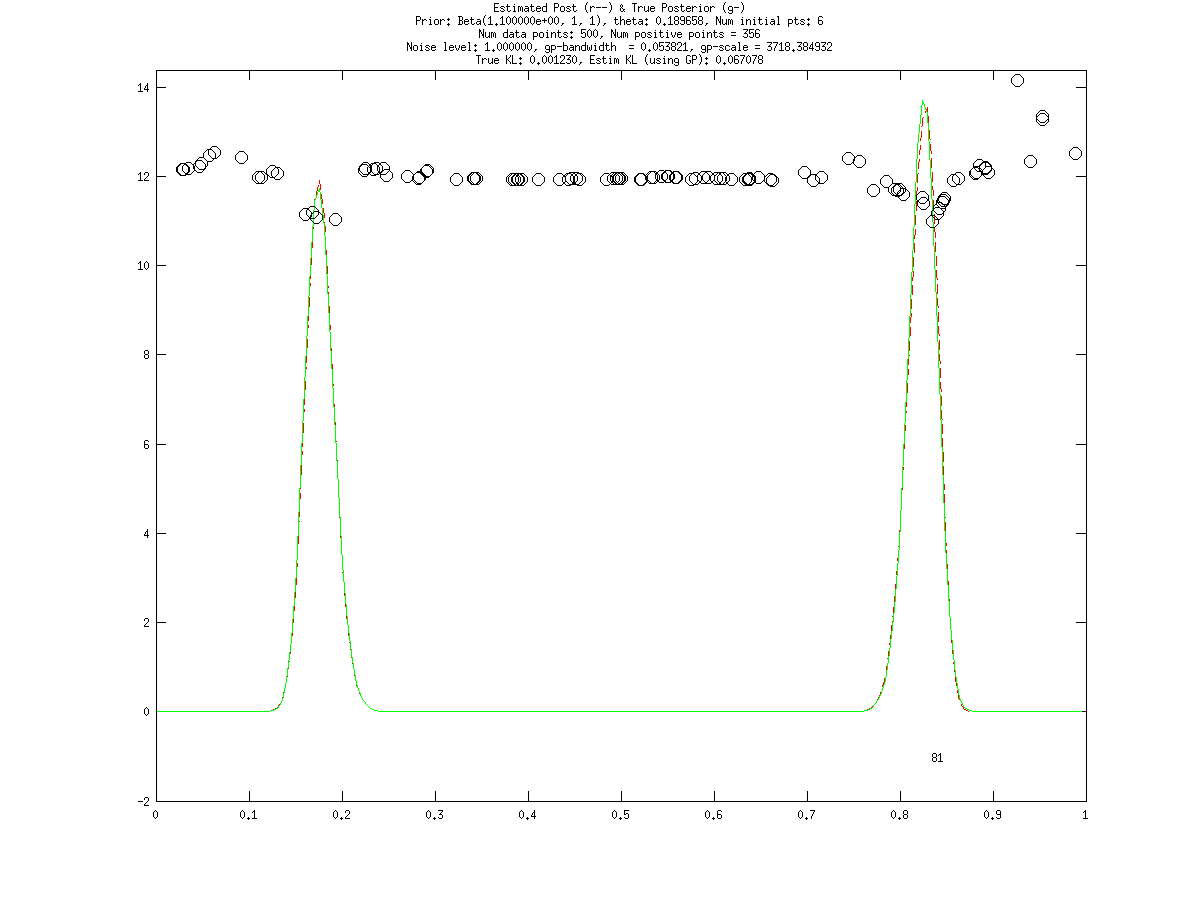 Estimated Post (r--) & True Posterior (g-)
Prior: Beta(1.100000e+00, 1, 1), theta: 0.189658, Num initial pts: 6
Num data points: 500, Num positive points = 356
Noise level: 1.000000, gp-bandwidth  = 0.053821, gp-scale = 3718.384932
True KL: 0.001230, Estim KL (using GP): 0.067078
14
12
10
8
6
4
2
0
81
-2
0 0.1 0.2 0.3 0.4 0.5 0.6 0.7 0.8 0.9 1